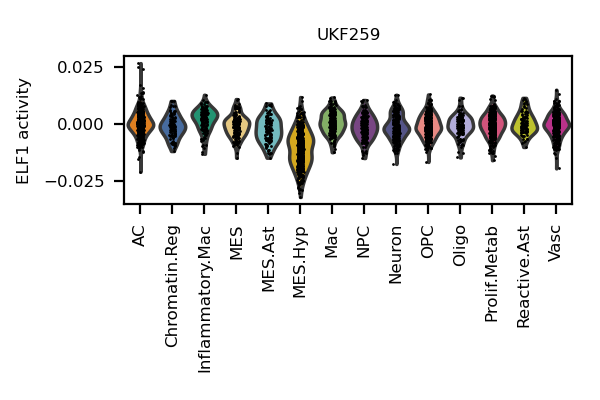 UKF259
ELF1 activity
0.025
0.000
−0.025
AC
Chromatin.Reg
Inflammatory.Mac
MES
MES.Ast
MES.Hyp
Mac
NPC
Neuron
OPC
Oligo
Prolif.Metab
Reactive.Ast
Vasc